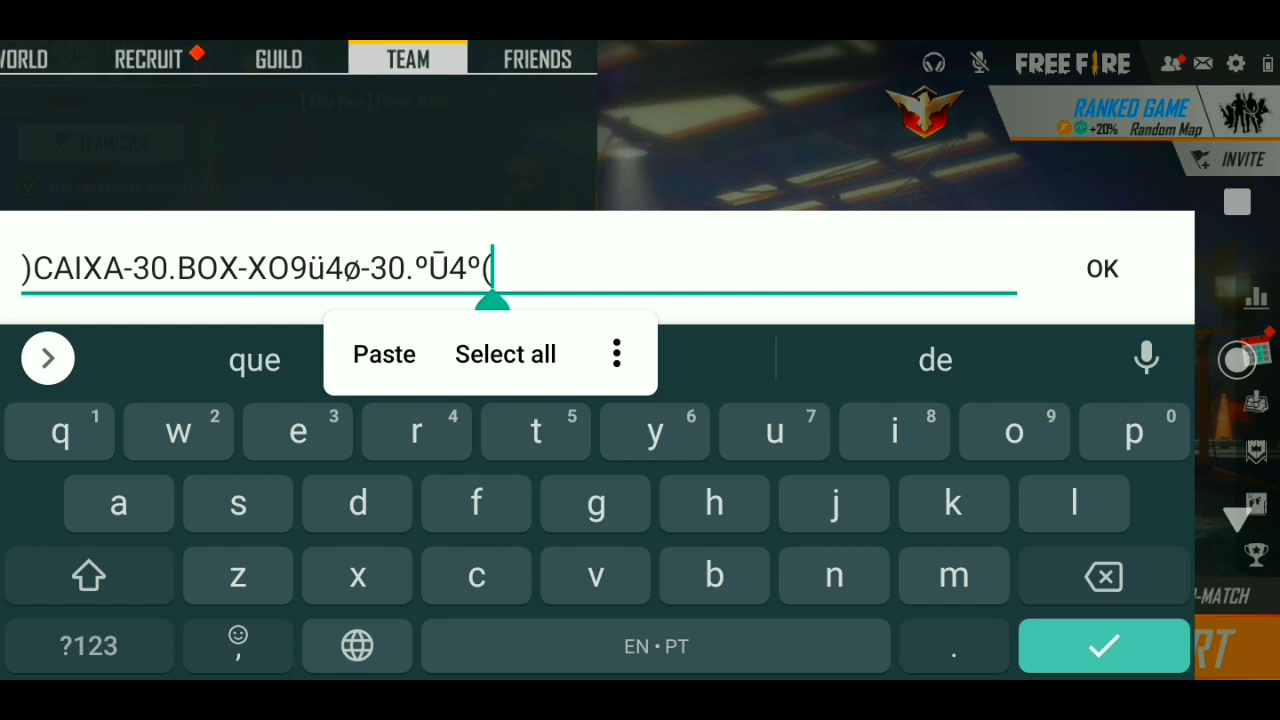 WORLD
RECRUIT
GUILD
TEAM
FRIENDS
FREE FIRE
RANKED GAME
+20% Random Map
TEAMCODE
INVITE
)CAIXA-30.BOX-XO9ü4ø-30.ºŪ4º(
OK
que
Paste
Select all
de
q 1 w 2 e 3 r 4 t 5 y 6 u 7 i 8 o 9 p 0
a s d f g h j k l
z x c v b n m
-MATCH
?123
,
EN • PT
.
RT